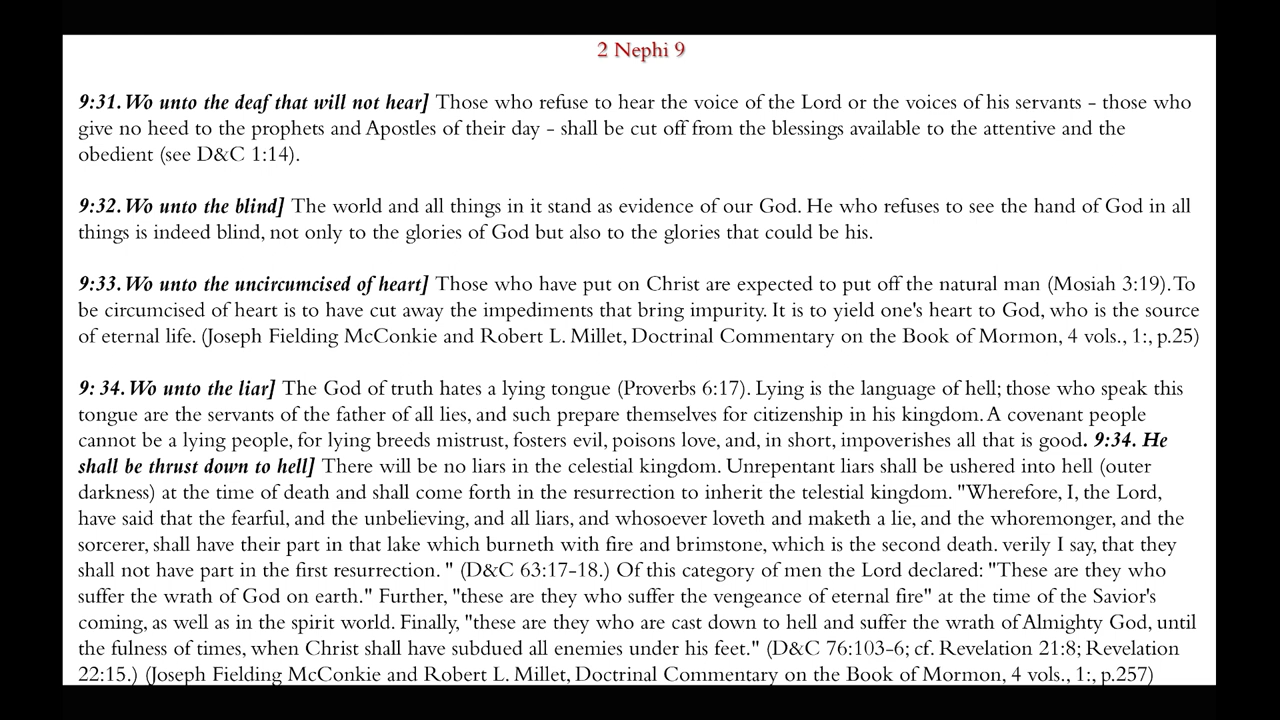 2 Nephi 9
9:31. Wo unto the deaf that will not hear] Those who refuse to hear the voice of the Lord or the voices of his servants - those who
give no heed to the prophets and Apostles of their day - shall be cut off from the blessings available to the attentive and the
obedient (see D&C 1:14).
9:32. Wo unto the blind] The world and all things in it stand as evidence of our God. He who refuses to see the hand of God in all
things is indeed blind, not only to the glories of God but also to the glories that could be his.
9:33. Wo unto the uncircumcised of heart] Those who have put on Christ are expected to put off the natural man (Mosiah 3:19). To
be circumcised of heart is to have cut away the impediments that bring impurity. It is to yield one's heart to God, who is the source
of eternal life. (Joseph Fielding McConkie and Robert L. Millet, Doctrinal Commentary on the Book of Mormon, 4 vols., 1:, p.25)
9: 34. Wo unto the liar] The God of truth hates a lying tongue (Proverbs 6:17). Lying is the language of hell; those who speak this
tongue are the servants of the father of all lies, and such prepare themselves for citizenship in his kingdom. A covenant people
cannot be a lying people, for lying breeds mistrust, fosters evil, poisons love, and, in short, impoverishes all that is good. 9:34. He
shall be thrust down to hell] There will be no liars in the celestial kingdom. Unrepentant liars shall be ushered into hell (outer
darkness) at the time of death and shall come forth in the resurrection to inherit the telestial kingdom. "Wherefore, I, the Lord,
have said that the fearful, and the unbelieving, and all liars, and whosoever loveth and maketh a lie, and the whoremonger, and the
sorcerer, shall have their part in that lake which burneth with fire and brimstone, which is the second death. verily I say, that they
shall not have part in the first resurrection. " (D&C 63:17-18.) Of this category of men the Lord declared: "These are they who
suffer the wrath of God on earth." Further, "these are they who suffer the vengeance of eternal fire" at the time of the Savior's
coming, as well as in the spirit world. Finally, "these are they who are cast down to hell and suffer the wrath of Almighty God, until
the fulness of times, when Christ shall have subdued all enemies under his feet." (D&C 76:103-6; cf. Revelation 21:8; Revelation
22:15.) (Joseph Fielding McConkie and Robert L. Millet, Doctrinal Commentary on the Book of Mormon, 4 vols., 1:, p.257)